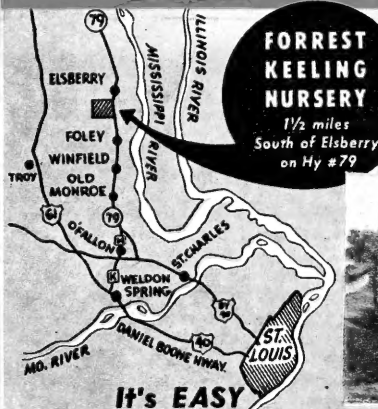 79
ILLINOIS RIVER
MISSISSIPPI RIVER
FORREST
KEELING
NURSERY
1½ miles
South of Elsberry
on Hy #79
ELSBERRY
FOLEY
WINFIELD
OLD
MONROE
TROY
61
79
O'FALLON
M
ST. CHARLES
K
WELDON
SPRING
40
DANIEL BOONE HWAY.
MO. RIVER
ST.
LOUIS
It's EASY